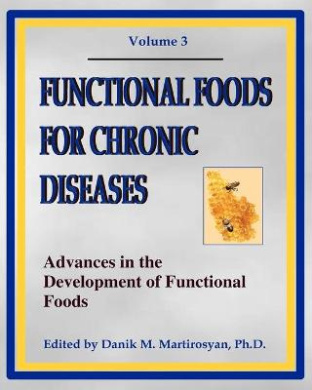 Volume 3
FUNCTIONAL FOODS
FOR CHRONIC
DISEASES
Advances in the
Development of Functional
Foods
Edited by Danik M. Martirosyan, Ph.D.